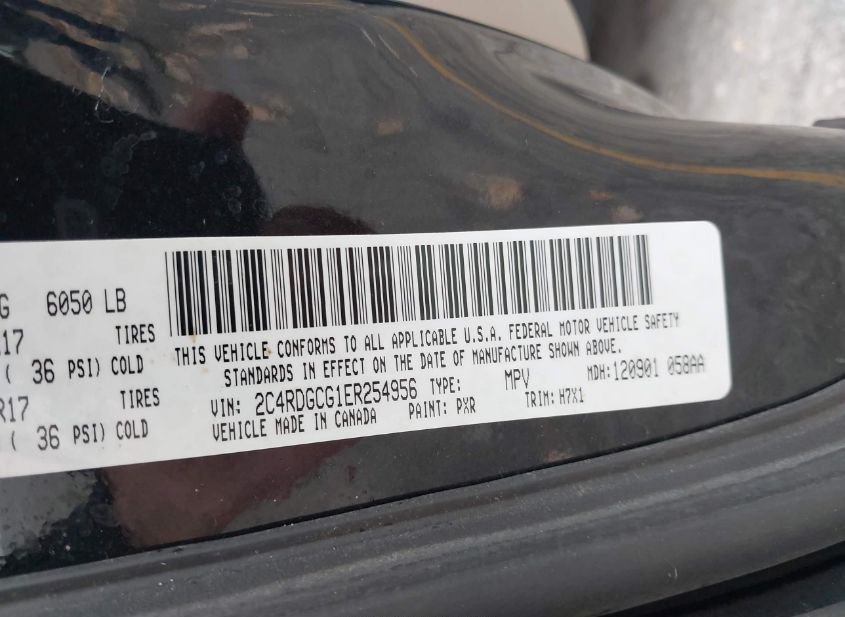 G 6050 LB
17 TIRES
( 36 PSI) COLD
R17 TIRES
( 36 PSI) COLD
THIS VEHICLE CONFORMS TO ALL APPLICABLE U.S.A. FEDERAL MOTOR VEHICLE SAFETY
STANDARDS IN EFFECT ON THE DATE OF MANUFACTURE SHOWN ABOVE.
VIN: 2C4RDGCG1ER254956 TYPE: MPV MDH: 120901 058AA
VEHICLE MADE IN CANADA PAINT: PXR TRIM: H7X1